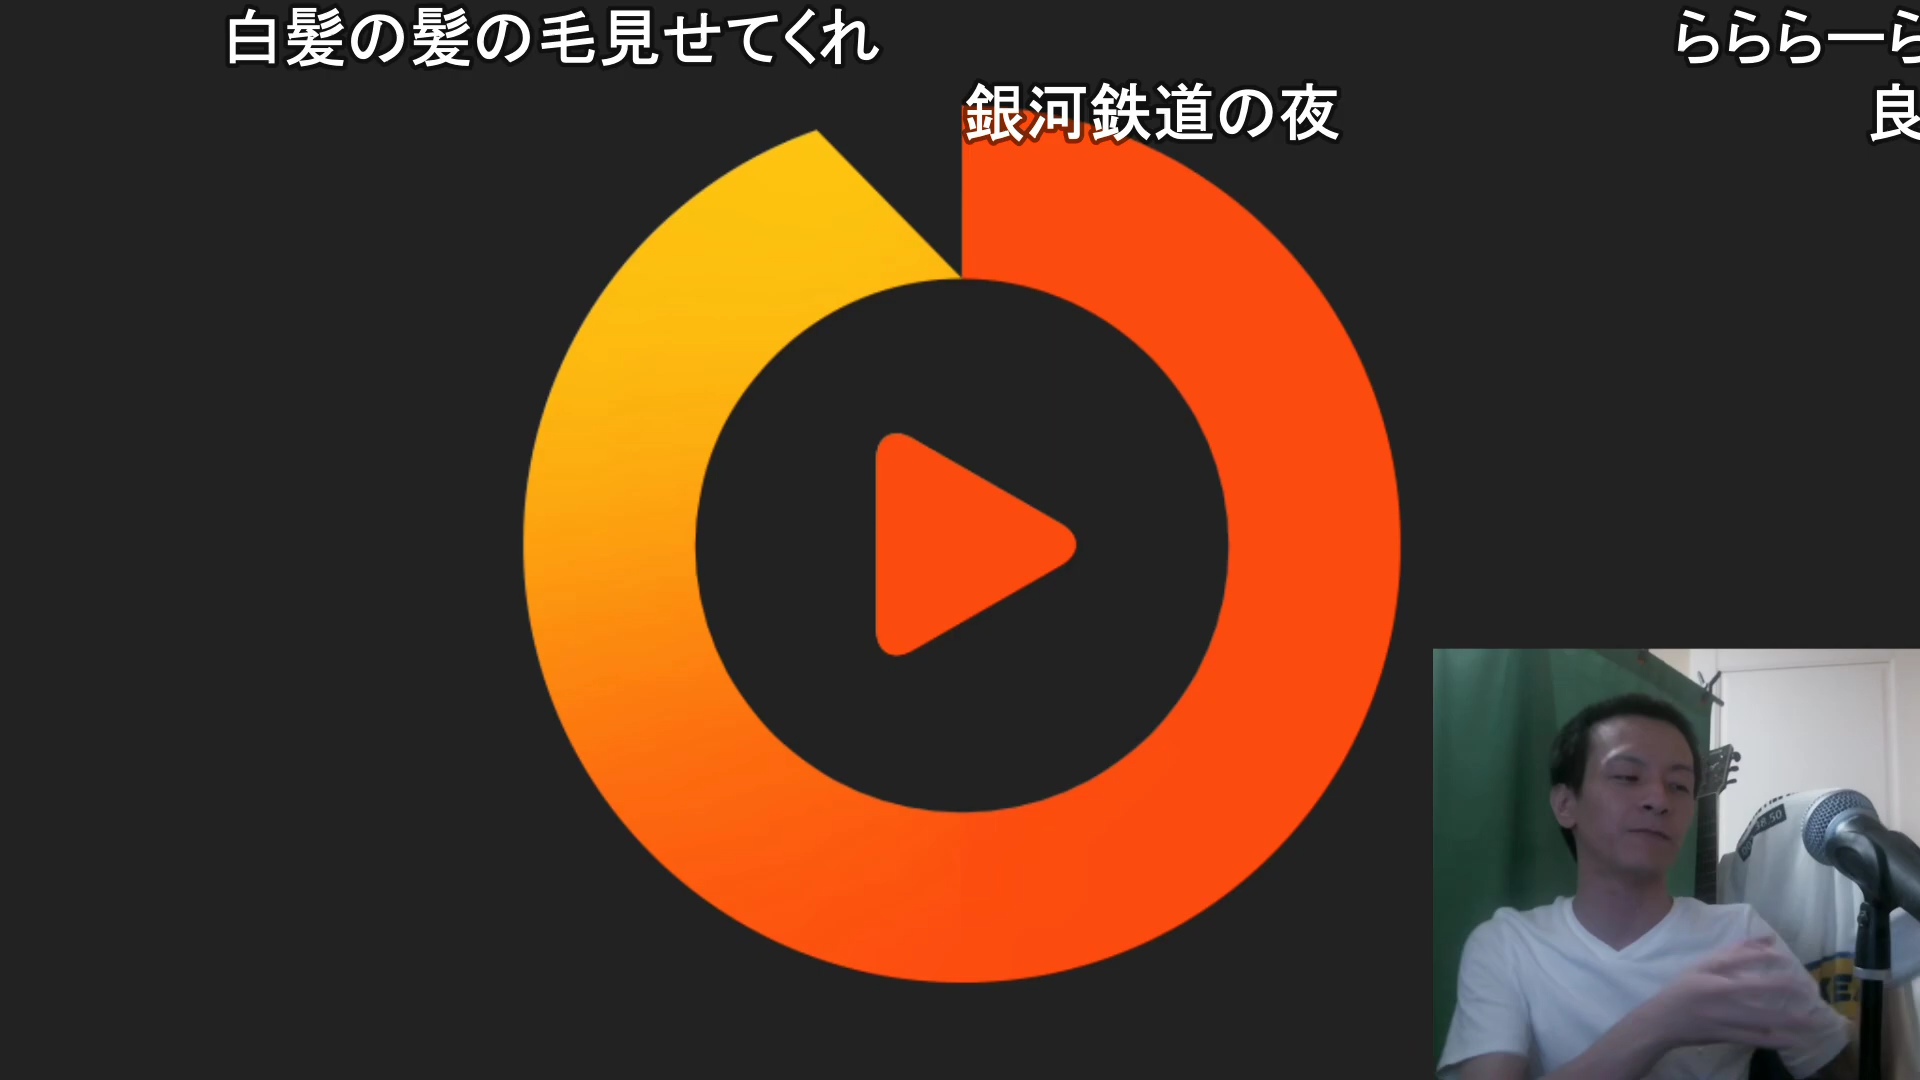 白髪の髪の毛見せてくれ
らららーら
銀河鉄道の夜
良